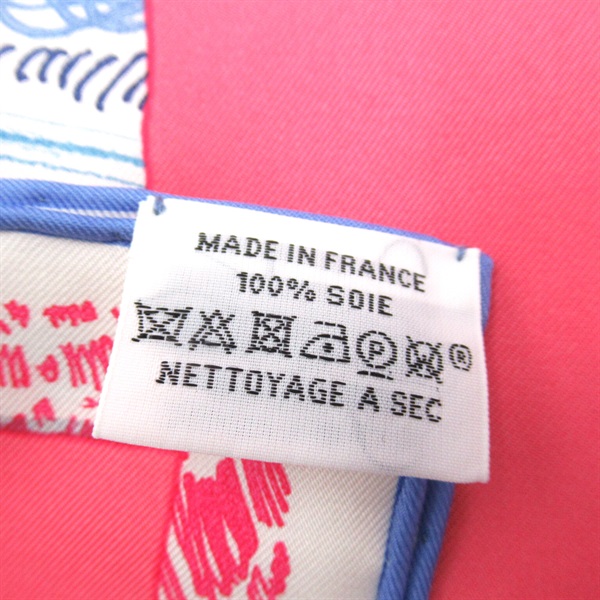 MADE IN FRANCE
100% SOIE
P W ®
NETTOYAGE A SEC